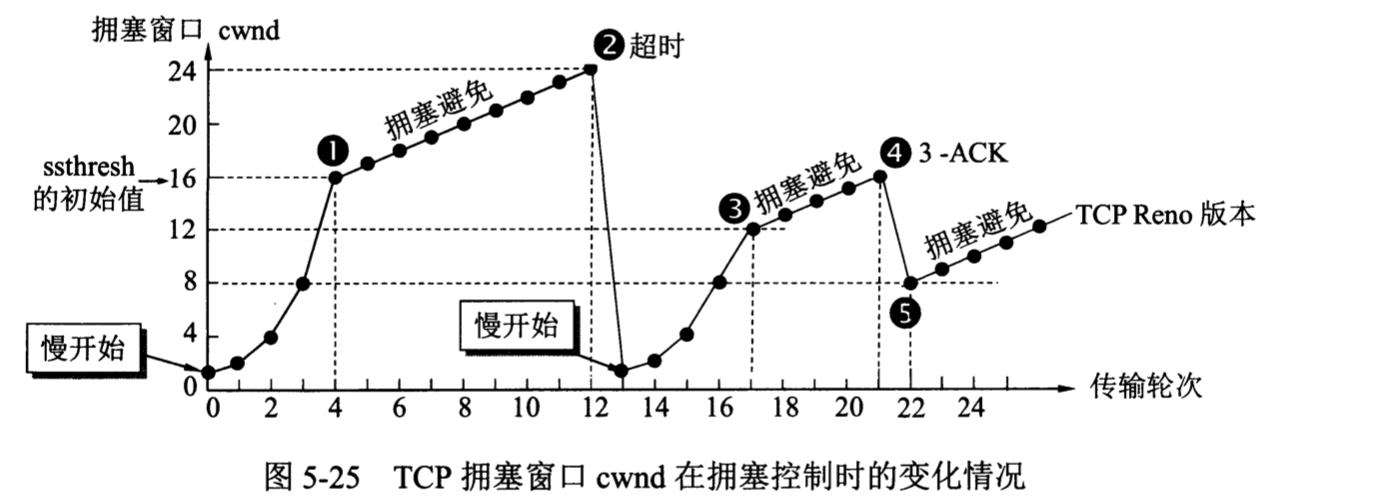 拥塞窗口 cwnd
❷超时
24
拥塞避免
20
❶
❹ 3 -ACK
ssthresh
的初始值
16
❸
拥塞避免
12
拥塞避免
TCP Reno 版本
8
❺
慢开始
慢开始
4
0
0 2 4 6 8 10 12 14 16 18 20 22 24
传输轮次
图 5-25 TCP 拥塞窗口 cwnd 在拥塞控制时的变化情况